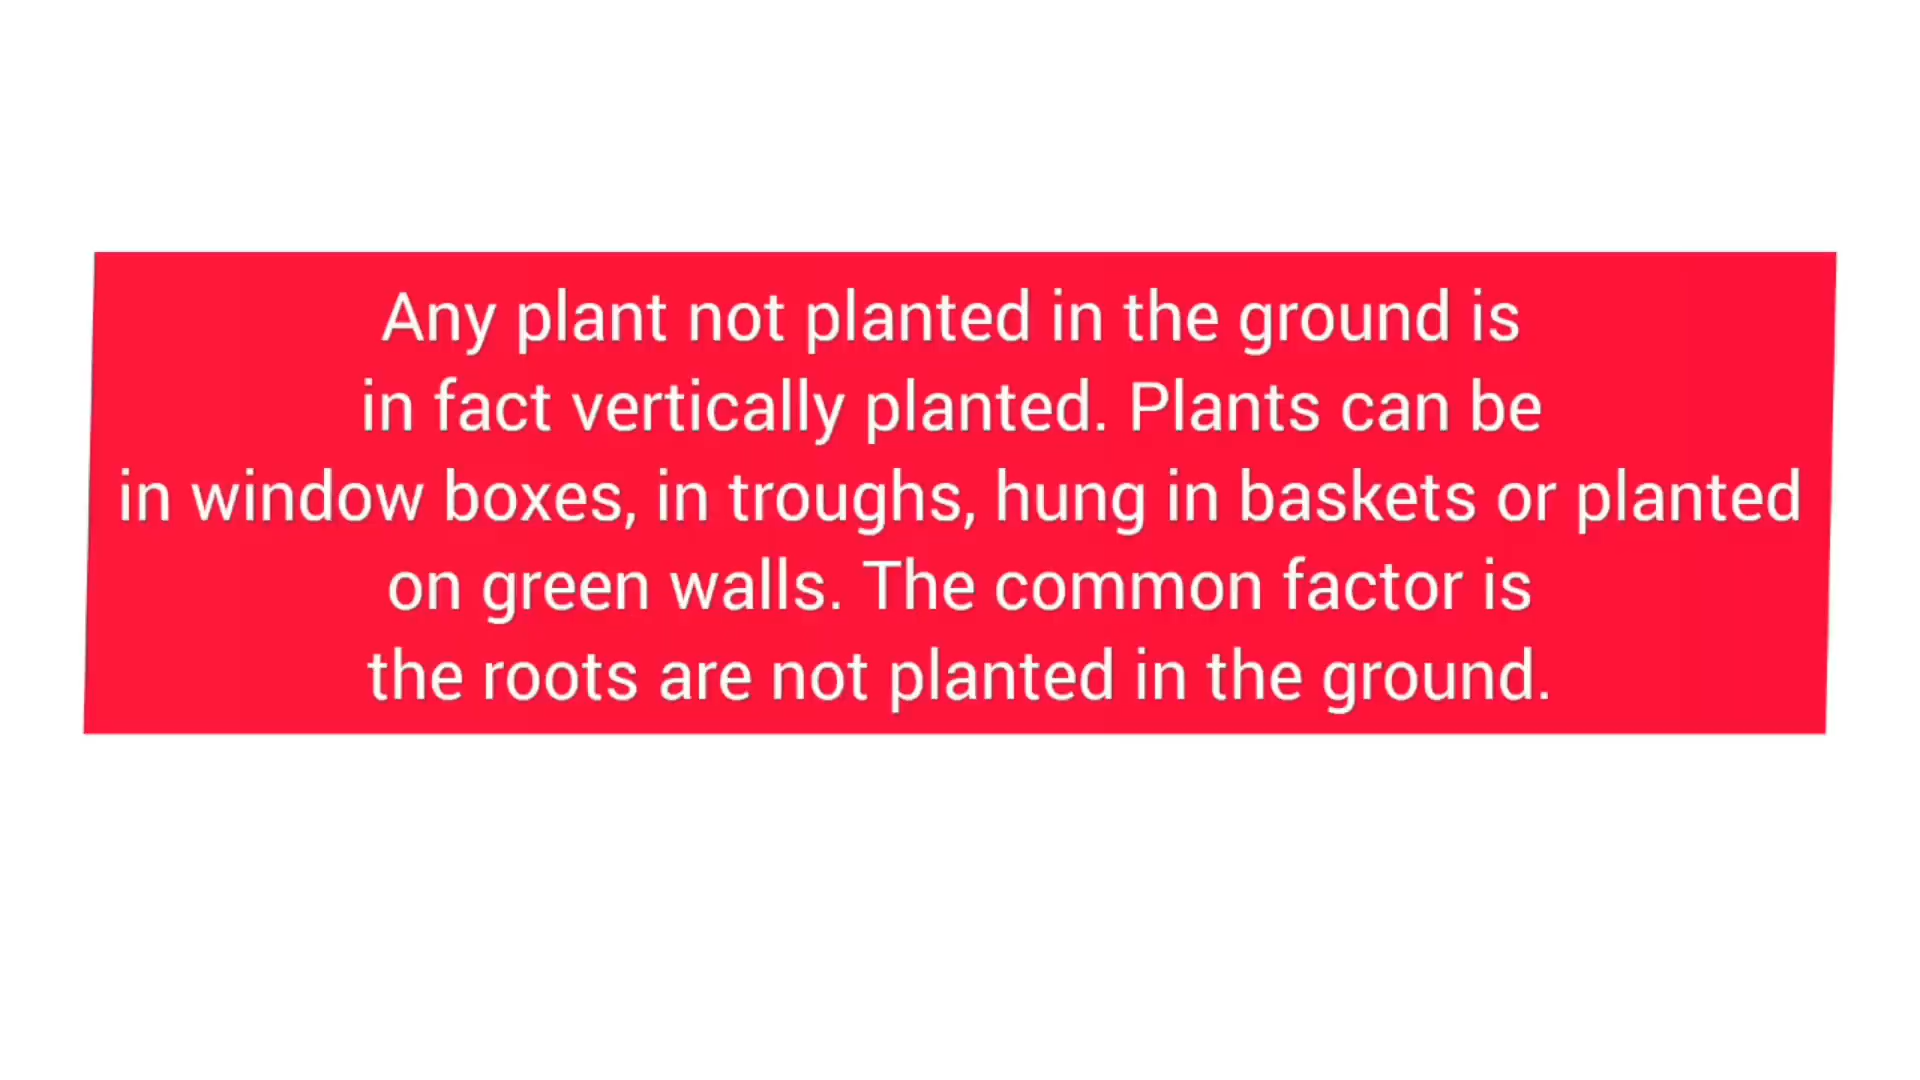 Any plant not planted in the ground is
in fact vertically planted. Plants can be
in window boxes, in troughs, hung in baskets or planted
on green walls. The common factor is
the roots are not planted in the ground.